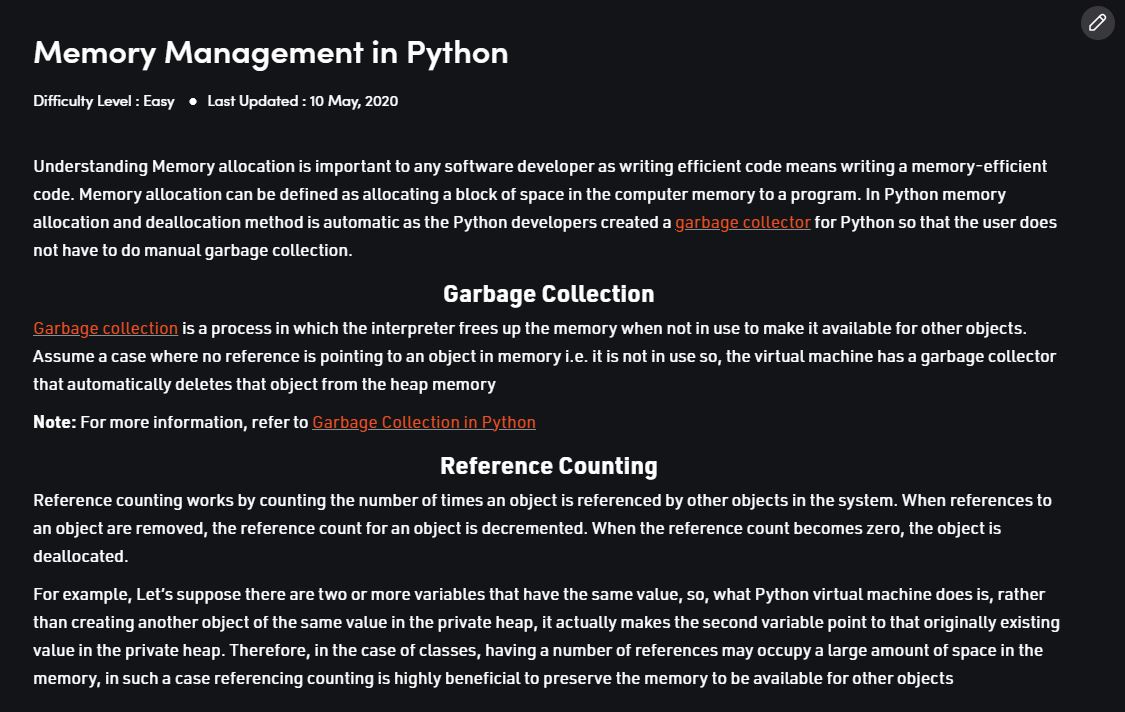 Memory Management in Python
Difficulty Level : Easy ● Last Updated : 10 May, 2020
Understanding Memory allocation is important to any software developer as writing efficient code means writing a memory-efficient
code. Memory allocation can be defined as allocating a block of space in the computer memory to a program. In Python memory
allocation and deallocation method is automatic as the Python developers created a garbage collector for Python so that the user does
not have to do manual garbage collection.
Garbage Collection
Garbage collection is a process in which the interpreter frees up the memory when not in use to make it available for other objects.
Assume a case where no reference is pointing to an object in memory i.e. it is not in use so, the virtual machine has a garbage collector
that automatically deletes that object from the heap memory
Note: For more information, refer to Garbage Collection in Python
Reference Counting
Reference counting works by counting the number of times an object is referenced by other objects in the system. When references to
an object are removed, the reference count for an object is decremented. When the reference count becomes zero, the object is
deallocated.
For example, Let's suppose there are two or more variables that have the same value, so, what Python virtual machine does is, rather
than creating another object of the same value in the private heap, it actually makes the second variable point to that originally existing
value in the private heap. Therefore, in the case of classes, having a number of references may occupy a large amount of space in the
memory, in such a case referencing counting is highly beneficial to preserve the memory to be available for other objects